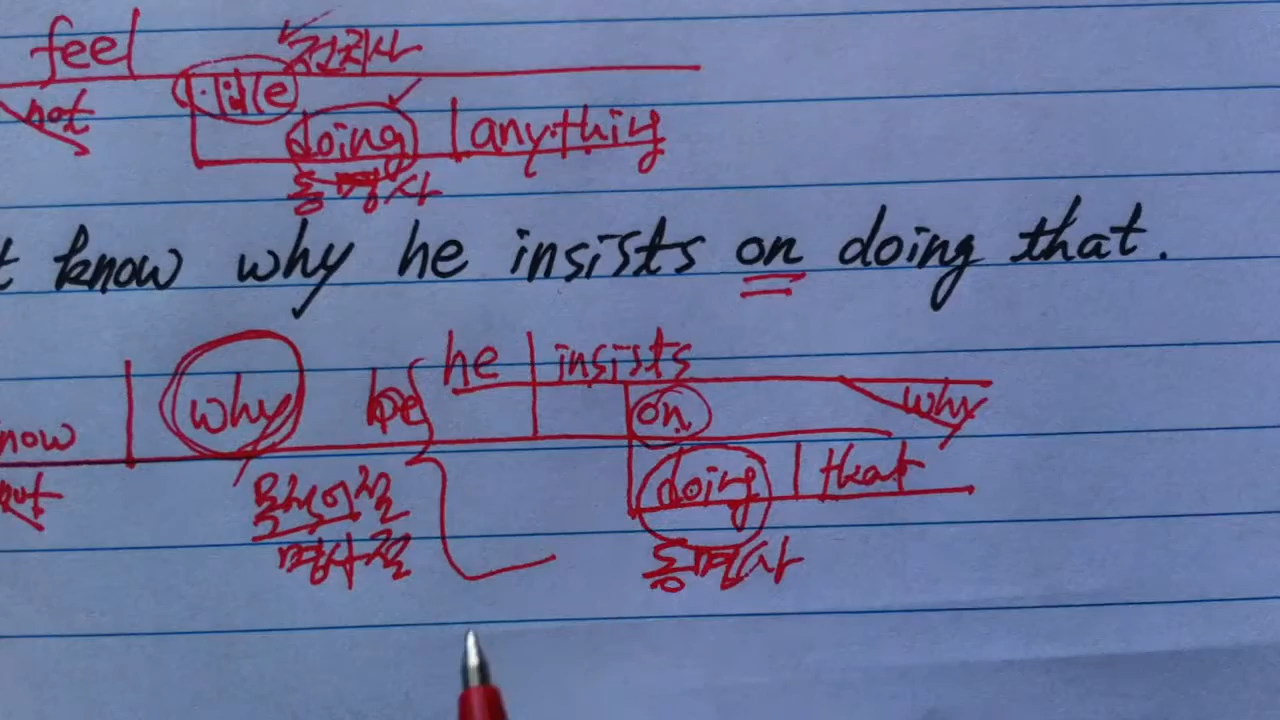 feel 전치사
not like
doing | anything
동명사
t know why he insists on doing that.
he | insists
why he on why
now
not doing | that
목적어절
명사절 동명사